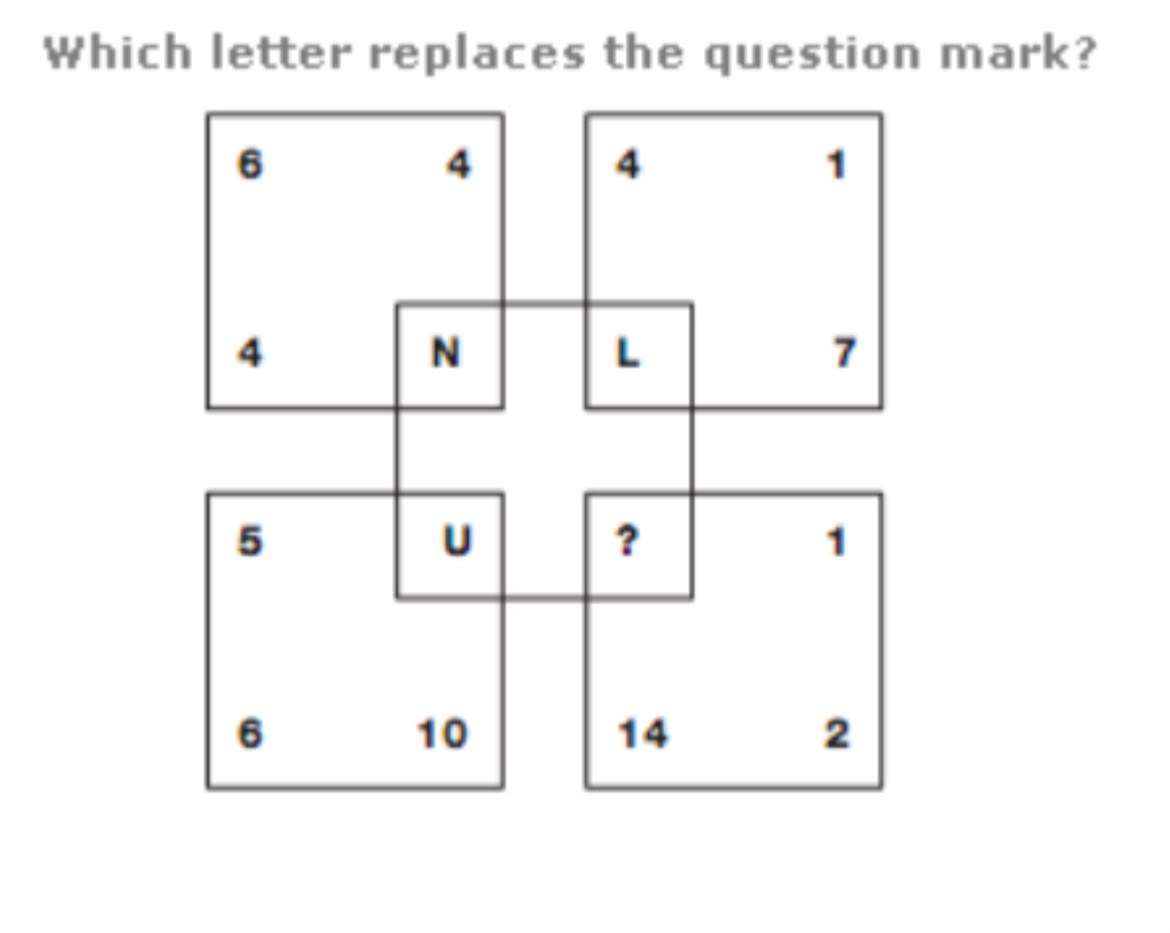 Which letter replaces the question mark?
6 4 4 1
4 N L 7
5 U ? 1
6 10 14 2